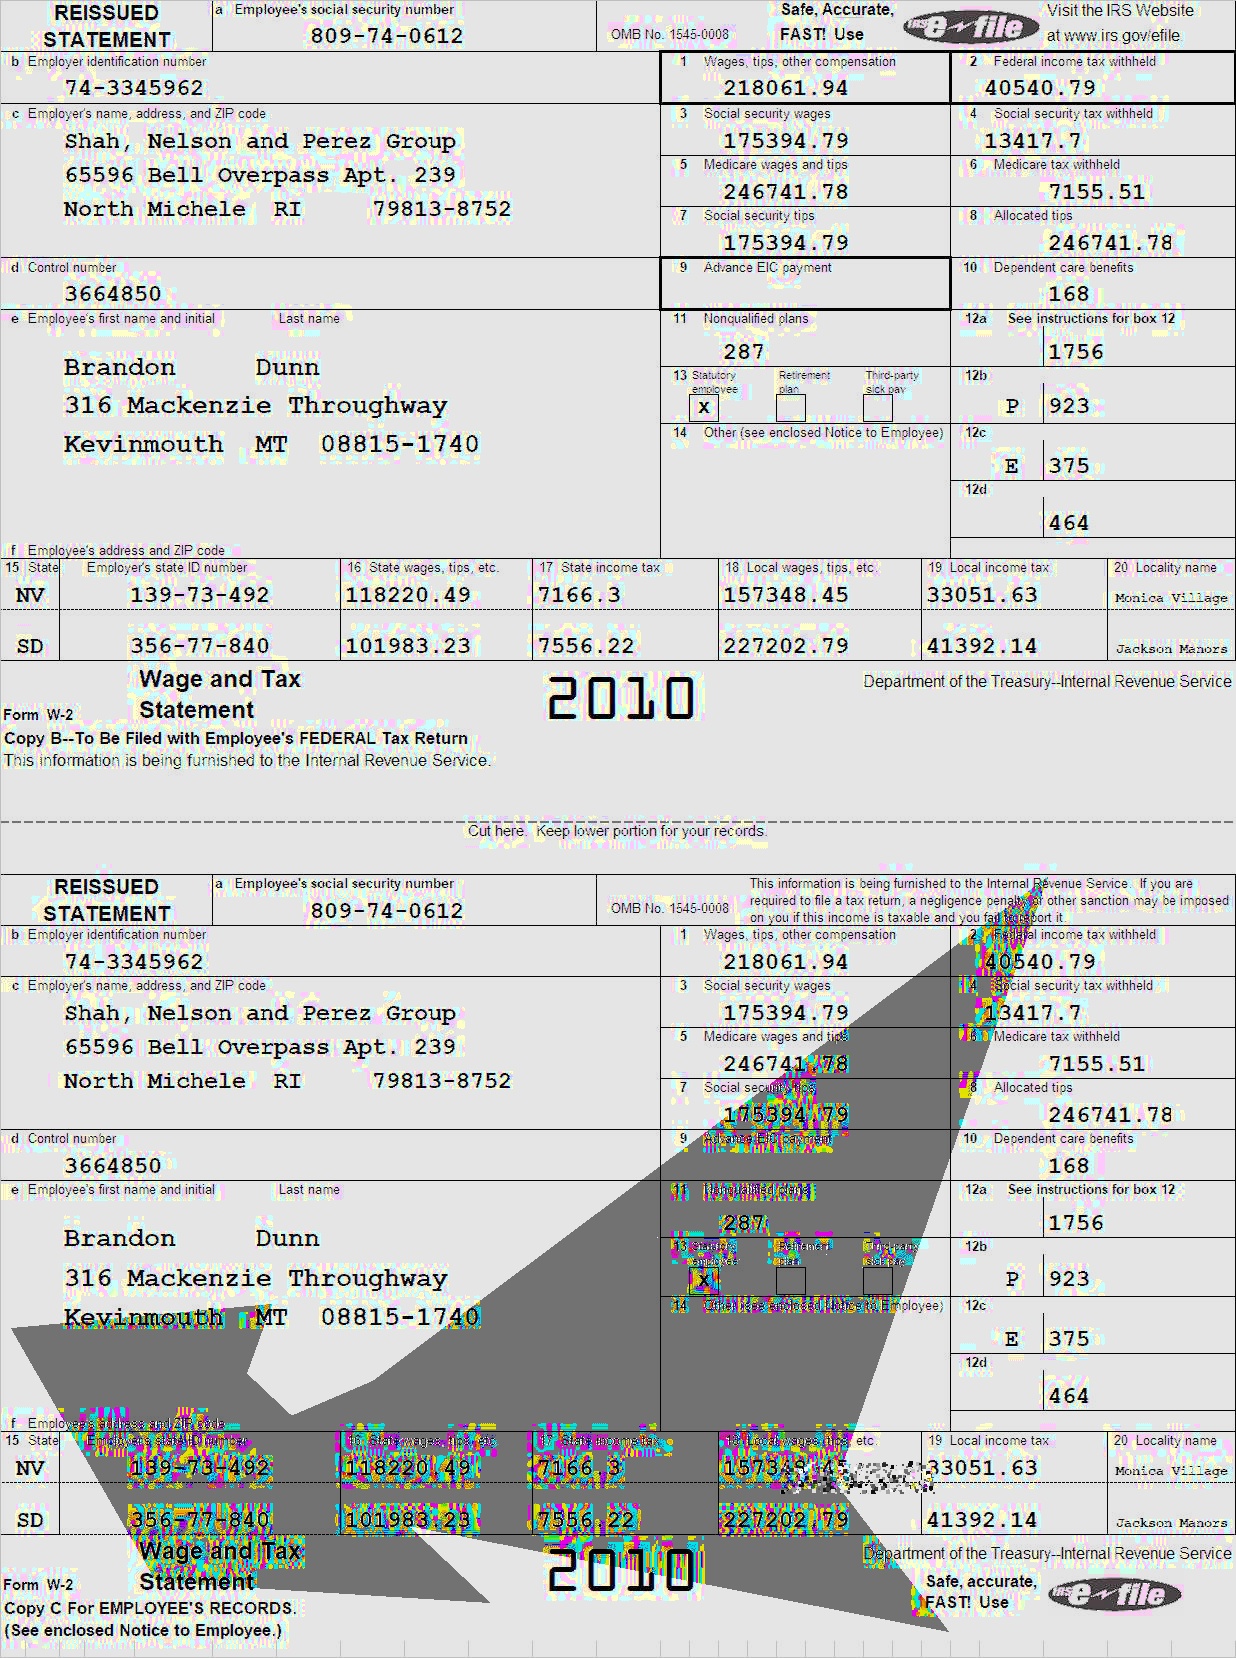 REISSUED STATEMENT
a Employee's social security number
809-74-0612
OMB No. 1545-0008
Safe, Accurate, FAST! Use
IRS e-file
Visit the IRS Website at www.irs.gov/efile
b Employer identification number
74-3345962
1 Wages, tips, other compensation
218061.94
2 Federal income tax withheld
40540.79
c Employer's name, address, and ZIP code
Shah, Nelson and Perez Group
65596 Bell Overpass Apt. 239
North Michele RI 79813-8752
3 Social security wages
175394.79
4 Social security tax withheld
13417.7
5 Medicare wages and tips
246741.78
6 Medicare tax withheld
7155.51
7 Social security tips
175394.79
8 Allocated tips
246741.78
d Control number
3664850
9 Advance EIC payment
10 Dependent care benefits
168
e Employee's first name and initial Last name
Brandon Dunn
316 Mackenzie Throughway
Kevinmouth MT 08815-1740
11 Nonqualified plans
287
12a See instructions for box 12
1756
13 Statutory employee Retirement plan Third-party sick pay
X
12b
P 923
14 Other (see enclosed Notice to Employee)
12c
E 375
12d
464
f Employee's address and ZIP code
15 State Employer's state ID number 16 State wages, tips, etc. 17 State income tax 18 Local wages, tips, etc. 19 Local income tax 20 Locality name
NV 139-73-492 118220.49 7166.3 157348.45 33051.63 Monica Village
SD 356-77-840 101983.23 7556.22 227202.79 41392.14 Jackson Manors
Form W-2 Wage and Tax Statement 2010 Department of the Treasury--Internal Revenue Service
Copy B--To Be Filed with Employee's FEDERAL Tax Return
This information is being furnished to the Internal Revenue Service.
Cut here. Keep lower portion for your records.
REISSUED STATEMENT
a Employee's social security number
809-74-0612
OMB No. 1545-0008
This information is being furnished to the Internal Revenue Service. If you are
required to file a tax return, a negligence penalty or other sanction may be imposed
on you if this income is taxable and you fail to report it.
b Employer identification number
74-3345962
1 Wages, tips, other compensation
218061.94
2 Federal income tax withheld
40540.79
c Employer's name, address, and ZIP code
Shah, Nelson and Perez Group
65596 Bell Overpass Apt. 239
North Michele RI 79813-8752
3 Social security wages
175394.79
4 Social security tax withheld
13417.7
5 Medicare wages and tips
246741.78
6 Medicare tax withheld
7155.51
7 Social security tips
175394.79
8 Allocated tips
246741.78
d Control number
3664850
9 Advance EIC payment
10 Dependent care benefits
168
e Employee's first name and initial Last name
Brandon Dunn
316 Mackenzie Throughway
Kevinmouth MT 08815-1740
11 Nonqualified plans
287
12a See instructions for box 12
1756
13 Statutory employee Retirement plan Third-party sick pay
X
12b
P 923
14 Other (see enclosed Notice to Employee)
12c
E 375
12d
464
f Employee's address and ZIP code
15 State Employer's state ID number 16 State wages, tips, etc. 17 State income tax 18 Local wages, tips, etc. 19 Local income tax 20 Locality name
NV 139-73-492 118220.49 7166.3 33051.63 Monica Village
SD 356-77-840 101983.23 7556.22 227202.79 41392.14 Jackson Manors
Form W-2 Wage and Tax Statement 2010 Department of the Treasury--Internal Revenue Service
Copy C For EMPLOYEE'S RECORDS.
(See enclosed Notice to Employee.)
Safe, accurate, FAST! Use
IRS e-file